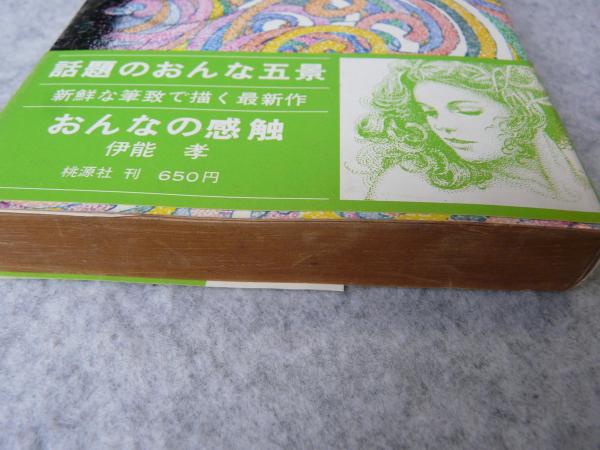 話題のおんな五景
新鮮な筆致で描く最新作
おんなの感触
伊能 孝
桃源社 刊 650円